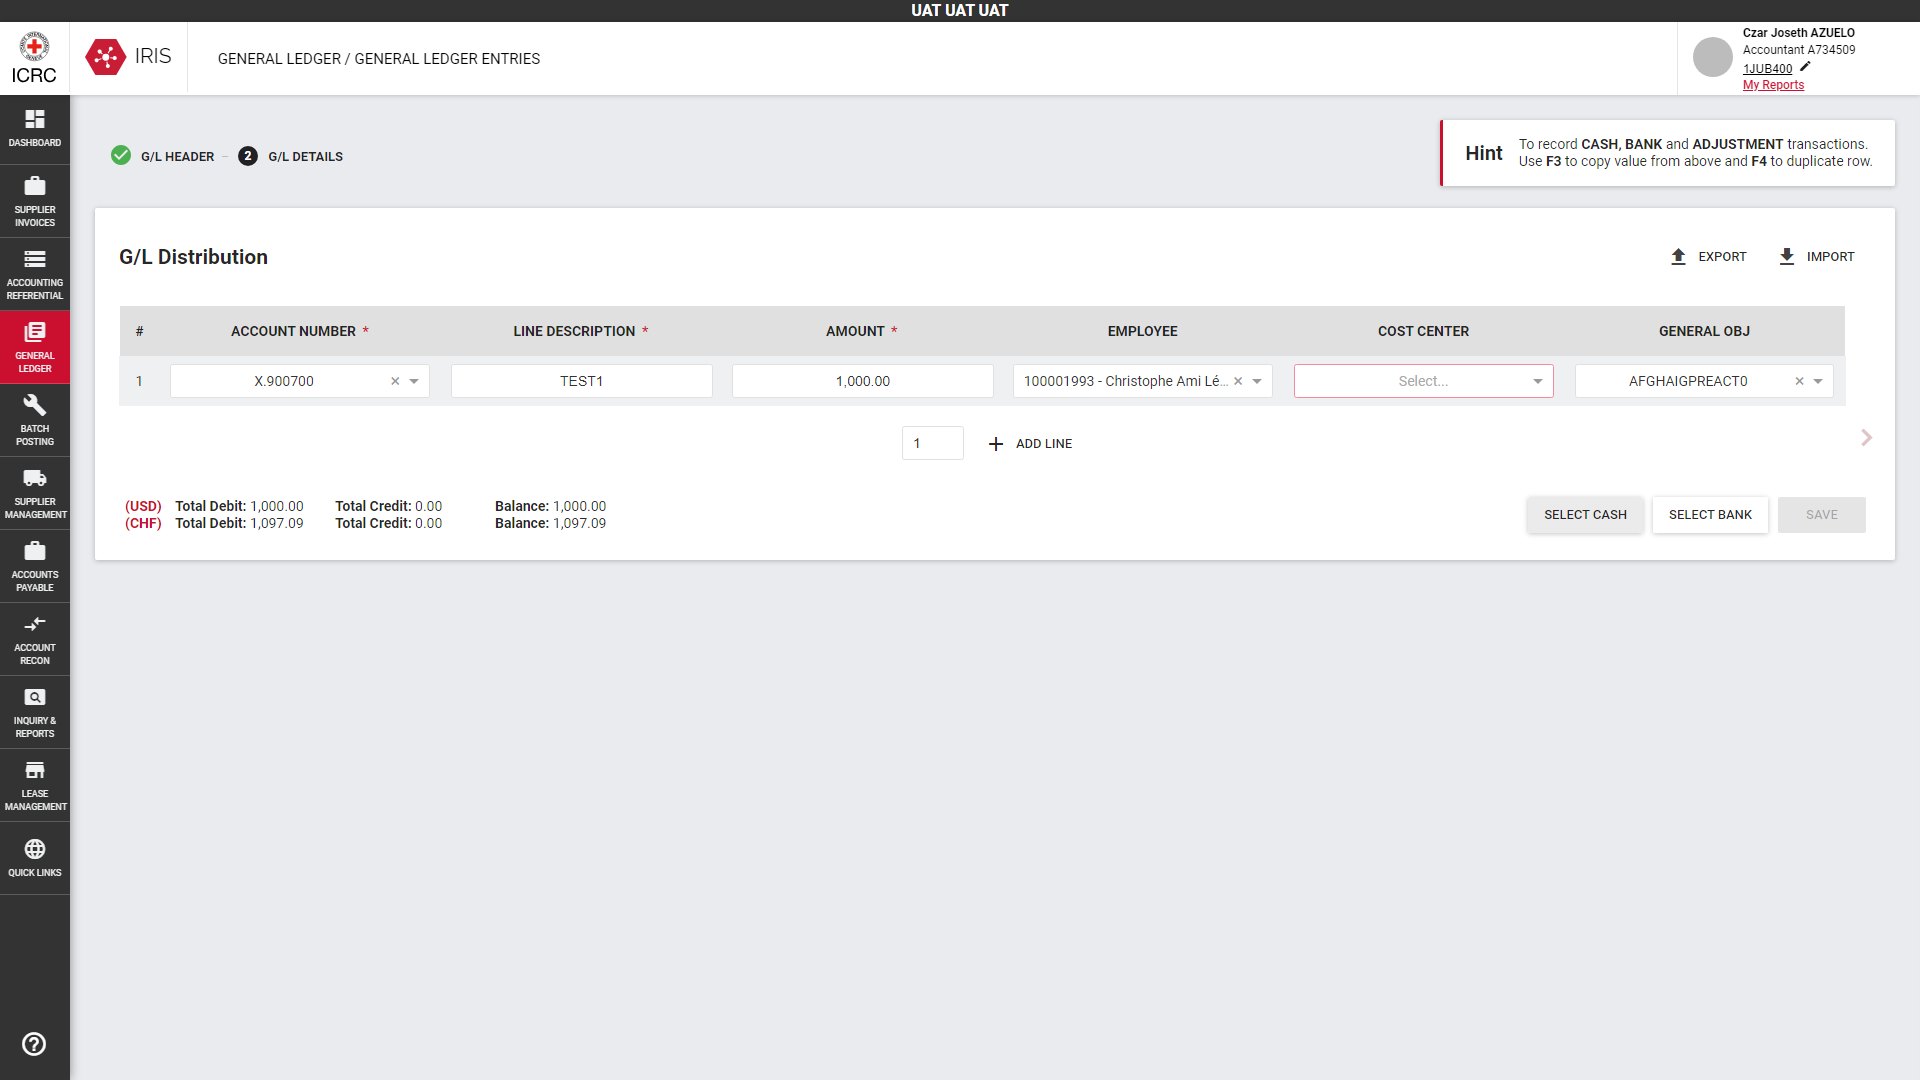 UAT UAT UAT
ICRC
IRIS
GENERAL LEDGER / GENERAL LEDGER ENTRIES
Czar Joseth AZUELO
Accountant A734509
1JUB400
My Reports
DASHBOARD
SUPPLIER
INVOICES
ACCOUNTING
REFERENTIAL
GENERAL
LEDGER
BATCH
POSTING
SUPPLIER
MANAGEMENT
ACCOUNTS
PAYABLE
ACCOUNT
RECON
INQUIRY &
REPORTS
LEASE
MANAGEMENT
QUICK LINKS
G/L HEADER – 2 G/L DETAILS
Hint
To record CASH, BANK and ADJUSTMENT transactions.
Use F3 to copy value from above and F4 to duplicate row.
G/L Distribution
EXPORT IMPORT
# ACCOUNT NUMBER * LINE DESCRIPTION * AMOUNT * EMPLOYEE COST CENTER GENERAL OBJ
1 X.900700 TEST1 1,000.00 100001993 - Christophe Ami Lé... Select... AFGHAIGPREACT0
1 ADD LINE
(USD) Total Debit: 1,000.00 Total Credit: 0.00 Balance: 1,000.00
(CHF) Total Debit: 1,097.09 Total Credit: 0.00 Balance: 1,097.09
SELECT CASH SELECT BANK SAVE